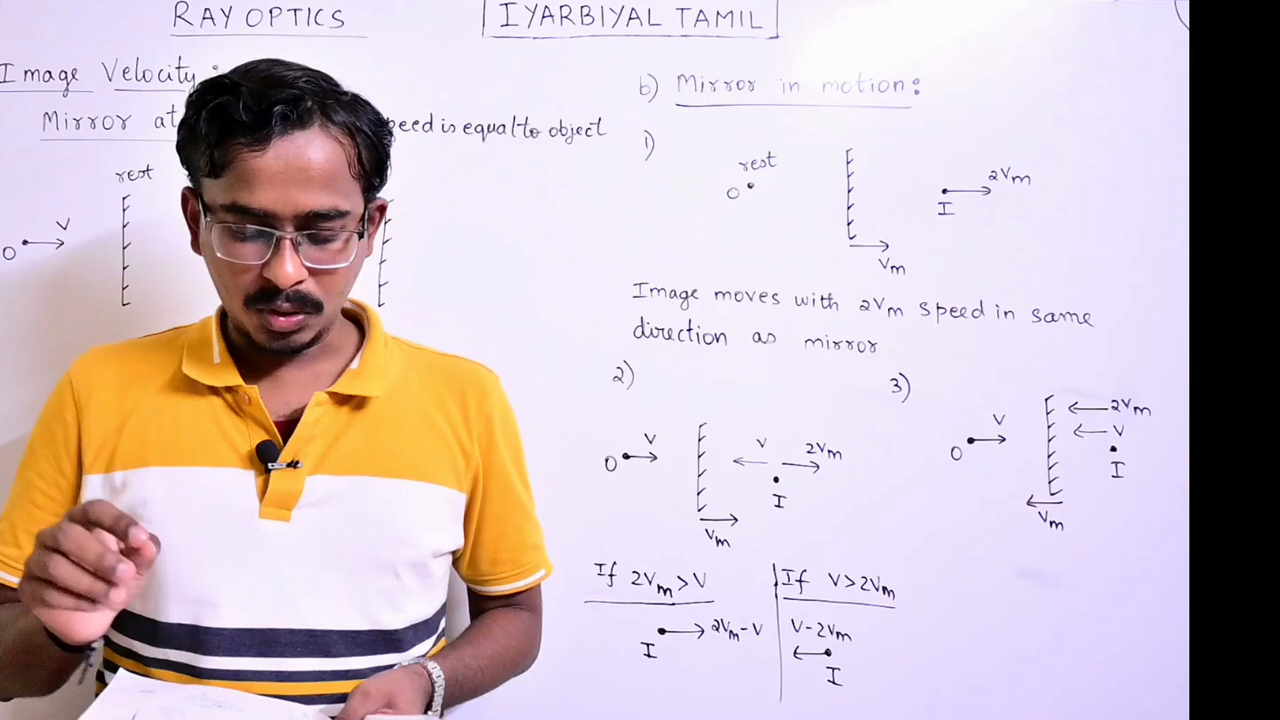 RAY OPTICS
IYARBIYAL TAMIL
Image Velocity:
Mirror at
peed is equal to object
rest
V
O
b) Mirror in motion:
1)
rest
O
2Vm
I
Vm
Image moves with 2Vm speed in same
direction as mirror
2)
O
V
V
2Vm
I
Vm
3)
O
V
2Vm
V
I
Vm
If 2Vm > V
I
2Vm - V
If V > 2Vm
V - 2Vm
I